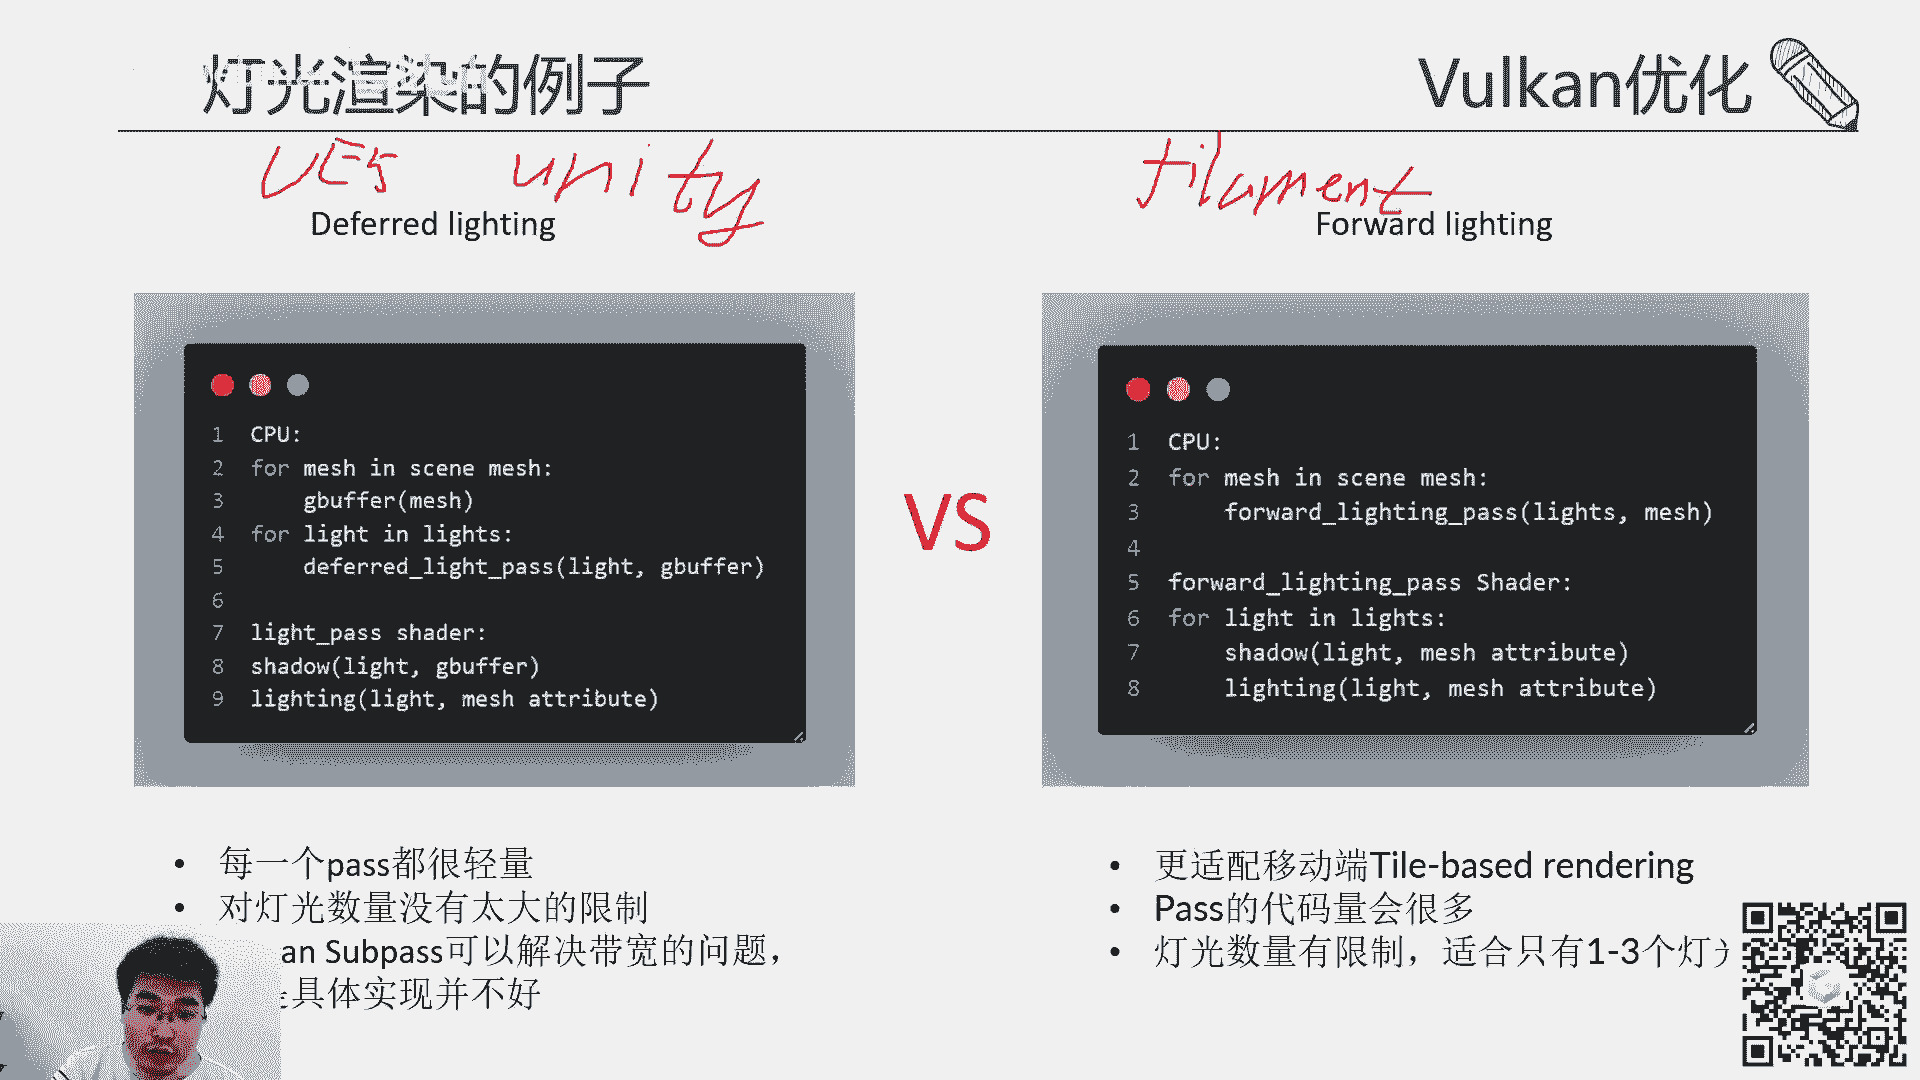 灯光渲染的例子
Vulkan优化
UE5 unity
filament
Deferred lighting
Forward lighting
1 CPU:
2 for mesh in scene mesh:
3 gbuffer(mesh)
4 for light in lights:
5 deferred_light_pass(light, gbuffer)
6
7 light_pass shader:
8 shadow(light, gbuffer)
9 lighting(light, mesh attribute)
VS
1 CPU:
2 for mesh in scene mesh:
3 forward_lighting_pass(lights, mesh)
4
5 forward_lighting_pass Shader:
6 for light in lights:
7 shadow(light, mesh attribute)
8 lighting(light, mesh attribute)
• 每一个pass都很轻量
• 对灯光数量没有太大的限制
an Subpass可以解决带宽的问题，
具体实现并不好
• 更适配移动端Tile-based rendering
• Pass的代码量会很多
• 灯光数量有限制，适合只有1-3个灯